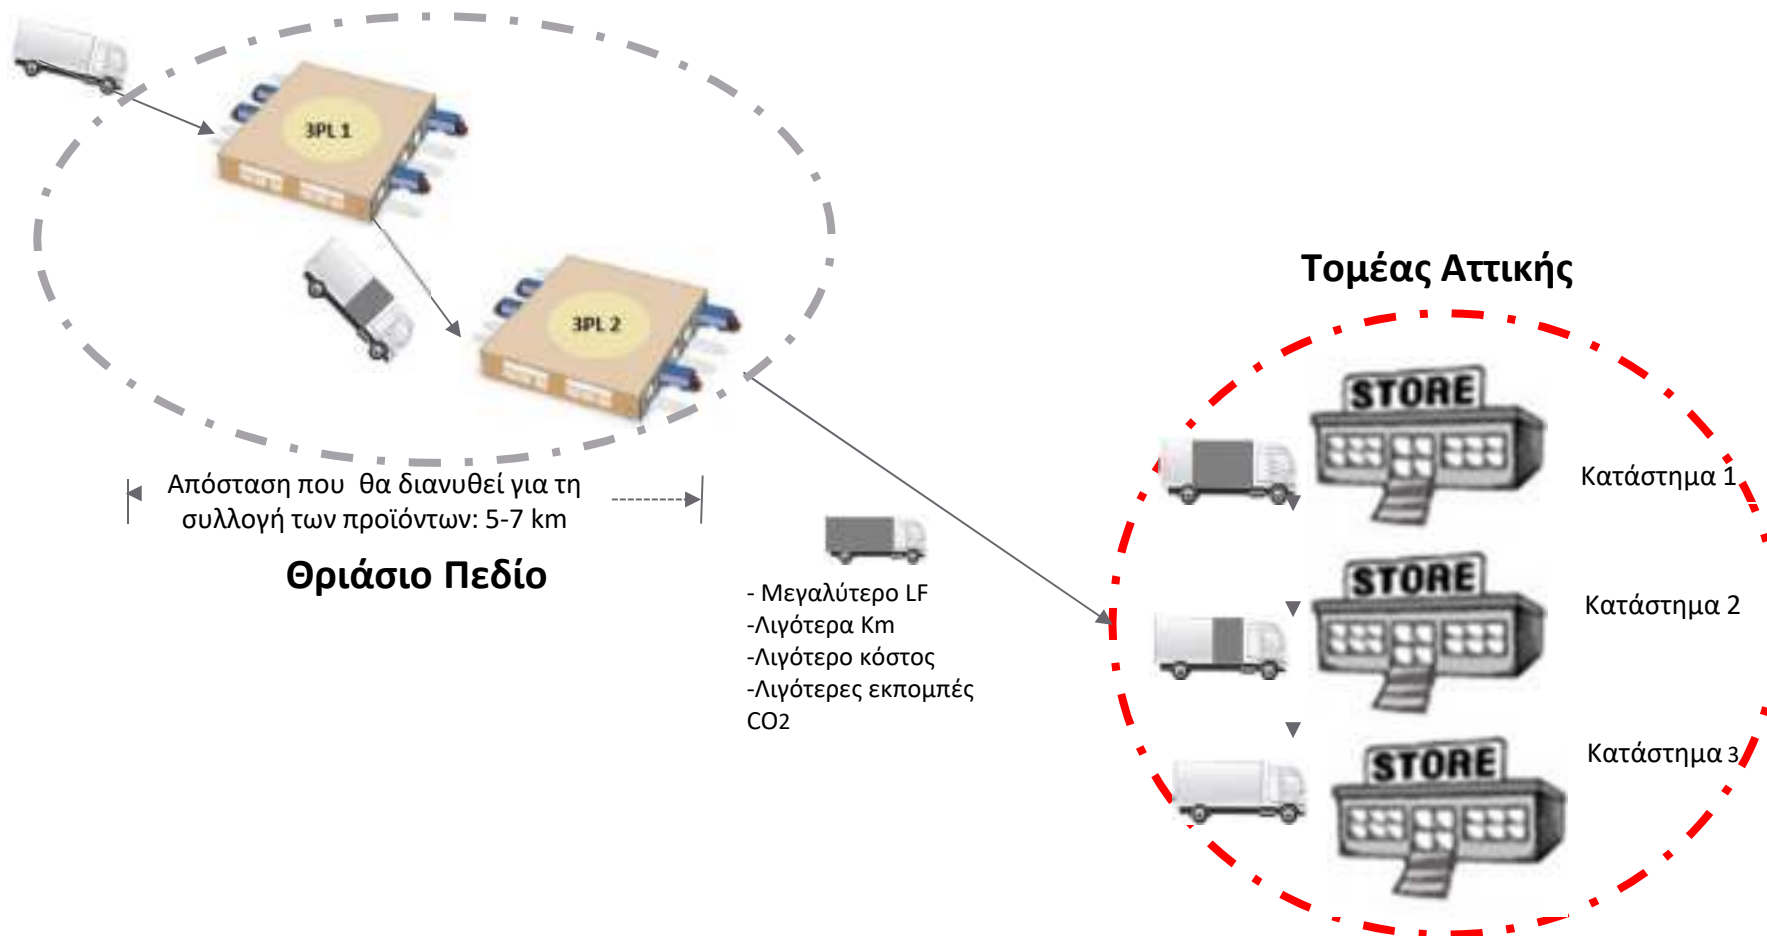 3PL 1
3PL 2
Απόσταση που θα διανυθεί για τη
συλλογή των προϊόντων: 5-7 km
Θριάσιο Πεδίο
- Μεγαλύτερο LF
-Λιγότερα Km
-Λιγότερο κόστος
-Λιγότερες εκπομπές
CO2
Τομέας Αττικής
STORE
Κατάστημα 1
STORE
Κατάστημα 2
STORE
Κατάστημα 3